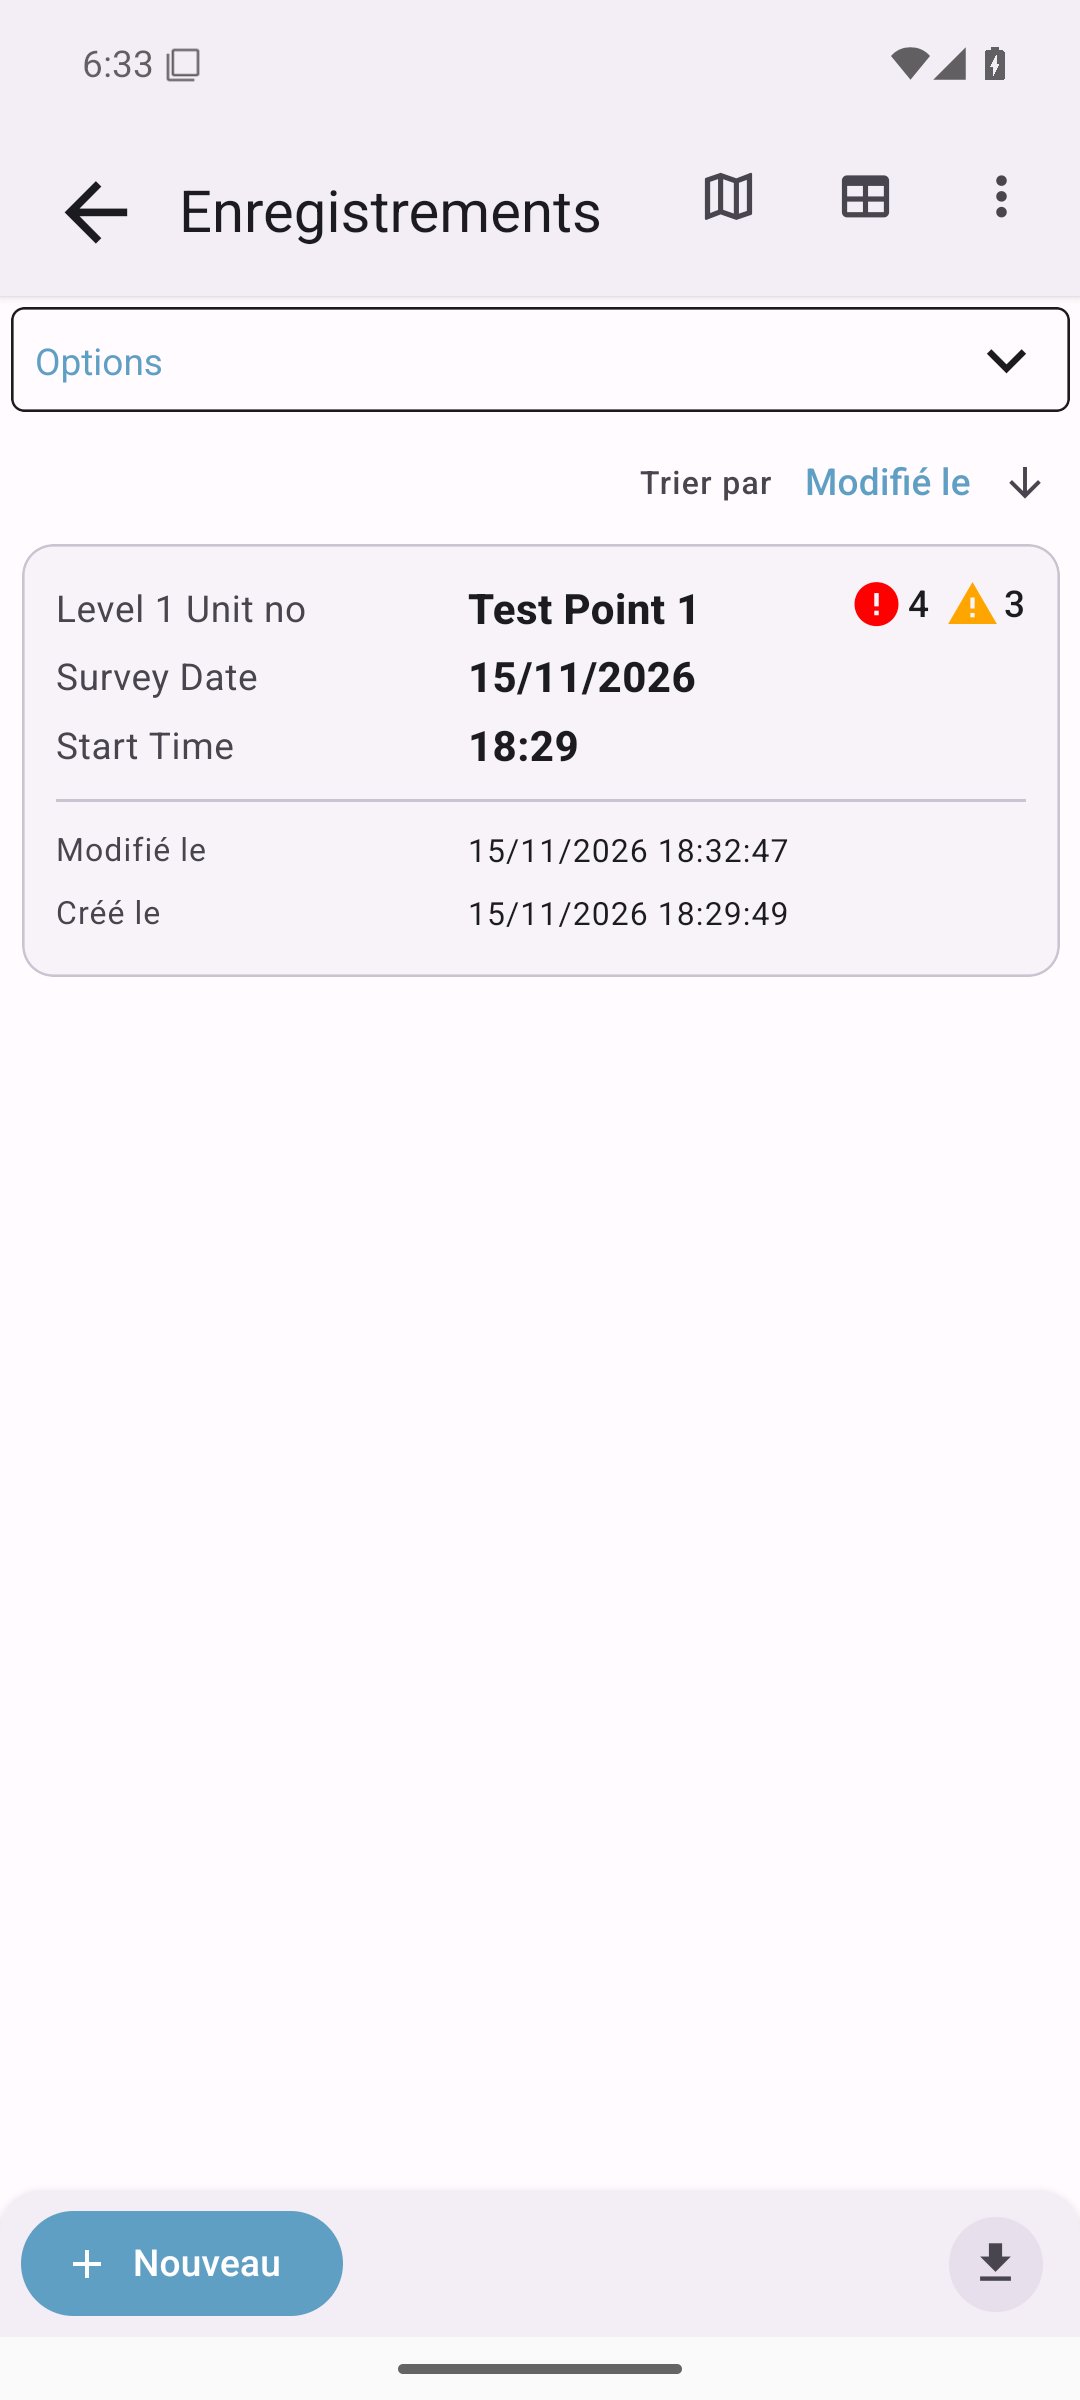 6:33
Enregistrements
Options
Trier par Modifié le
Level 1 Unit no Test Point 1 4 3
Survey Date 15/11/2026
Start Time 18:29
Modifié le 15/11/2026 18:32:47
Créé le 15/11/2026 18:29:49
Nouveau